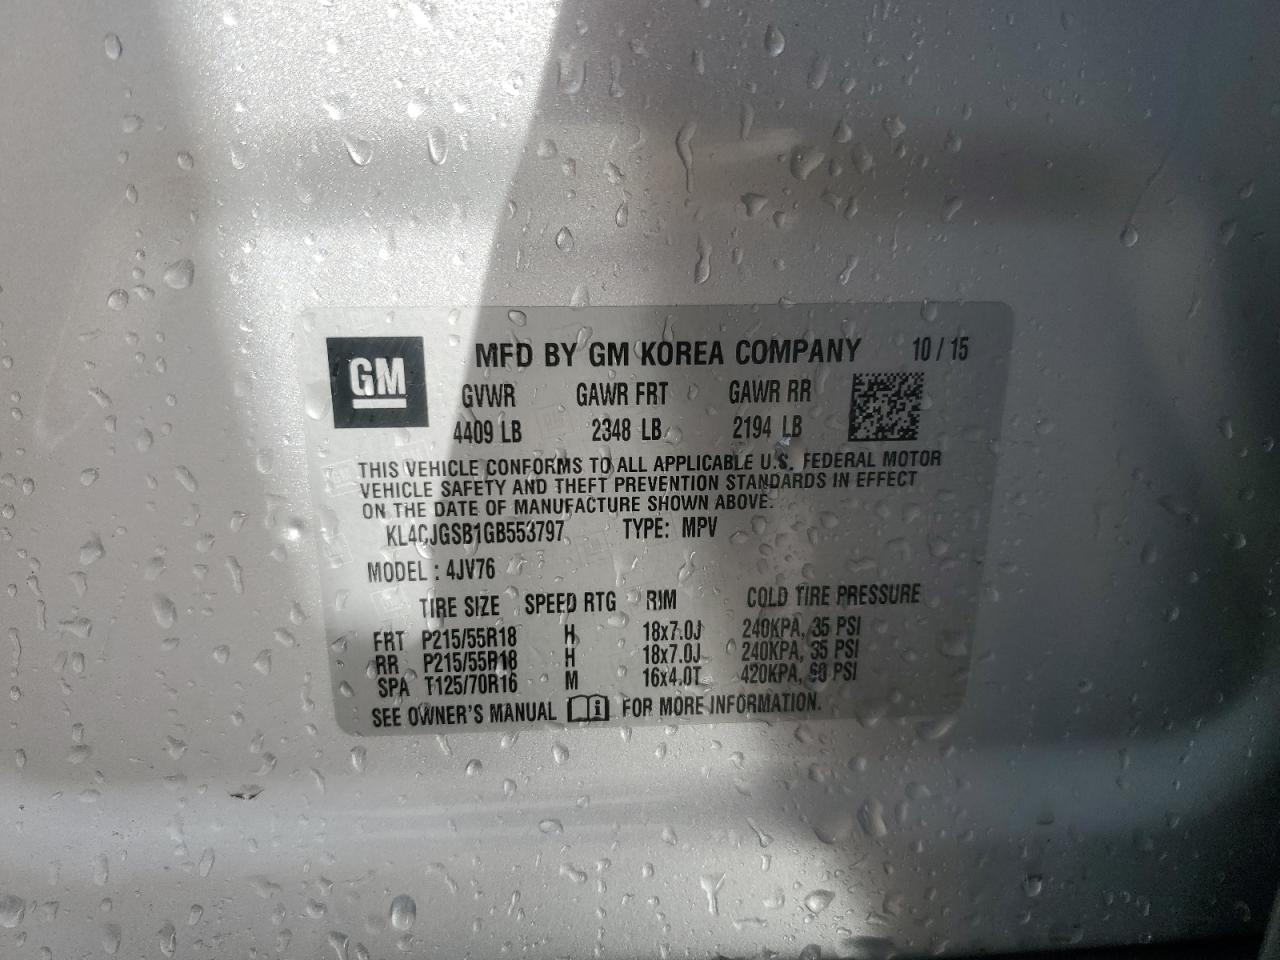 GM MFD BY GM KOREA COMPANY 10 / 15
GVWR GAWR FRT GAWR RR
4409 LB 2348 LB 2194 LB
THIS VEHICLE CONFORMS TO ALL APPLICABLE U.S. FEDERAL MOTOR
VEHICLE SAFETY AND THEFT PREVENTION STANDARDS IN EFFECT
ON THE DATE OF MANUFACTURE SHOWN ABOVE.
KL4CJGSB1GB553797 TYPE: MPV
MODEL : 4JV76
TIRE SIZE SPEED RTG RIM COLD TIRE PRESSURE
FRT P215/55R18 H 18x7.0J 240KPA, 35 PSI
RR P215/55R18 H 18x7.0J 240KPA, 35 PSI
SPA T125/70R16 M 16x4.0T 420KPA, 60 PSI
SEE OWNER'S MANUAL i FOR MORE INFORMATION.